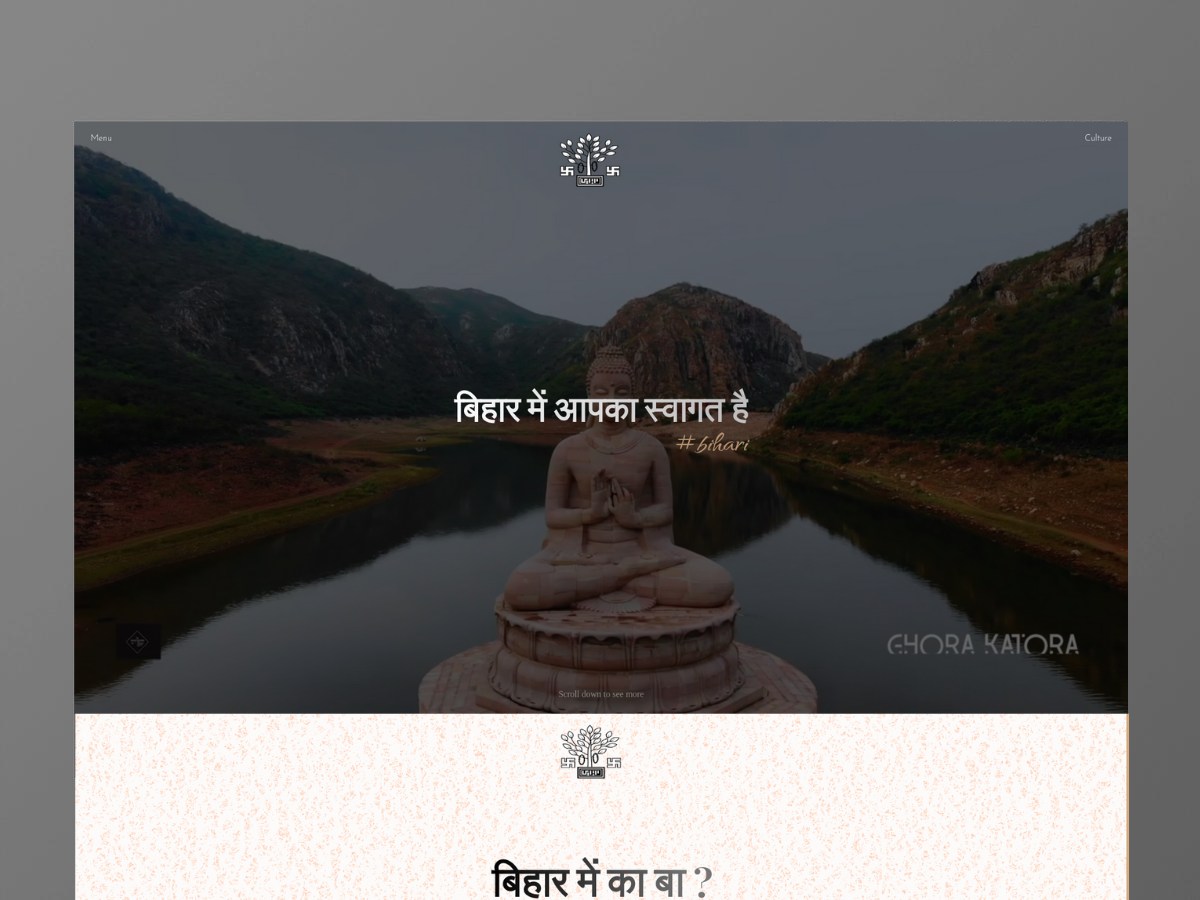 Menu
Culture
बिहार में आपका स्वागत है
#bihari
GHORA KATORA
Scroll down to see more
बिहार में का बा ?